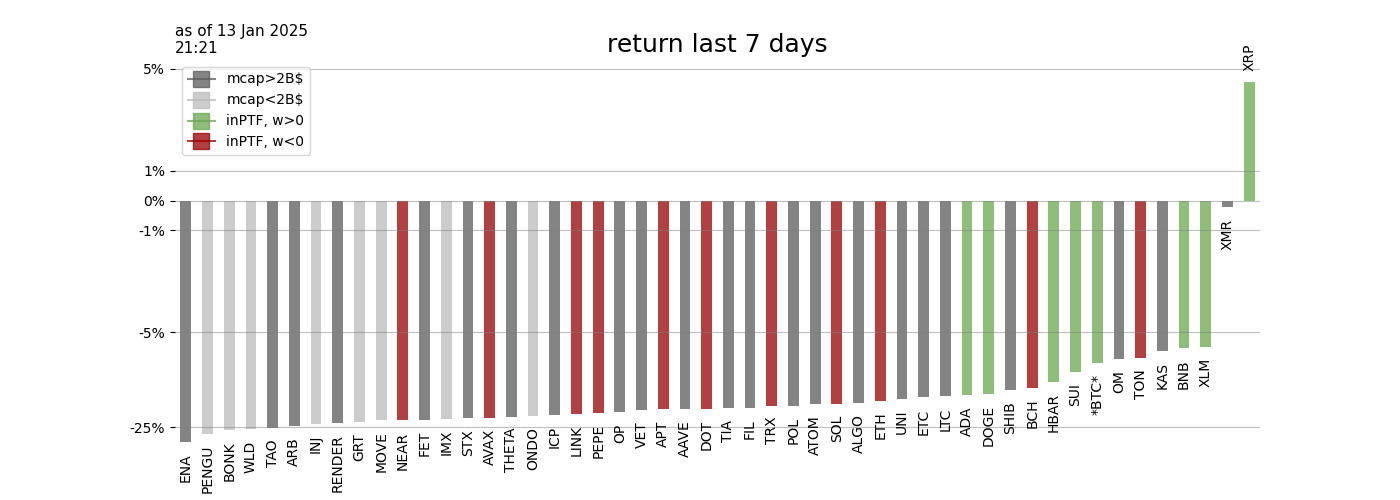 as of 13 Jan 2025
21:21
return last 7 days
mcap>2B$
mcap<2B$
inPTF, w>0
inPTF, w<0
5%
1%
0%
-1%
-5%
-25%
ENA
PENGU
BONK
WLD
TAO
ARB
INJ
RENDER
GRT
MOVE
NEAR
FET
IMX
STX
AVAX
THETA
ONDO
ICP
LINK
PEPE
OP
VET
APT
AAVE
DOT
TIA
FIL
TRX
POL
ATOM
SOL
ALGO
ETH
UNI
ETC
LTC
ADA
DOGE
SHIB
BCH
HBAR
SUI
*BTC*
OM
TON
KAS
BNB
XLM
XMR
XRP